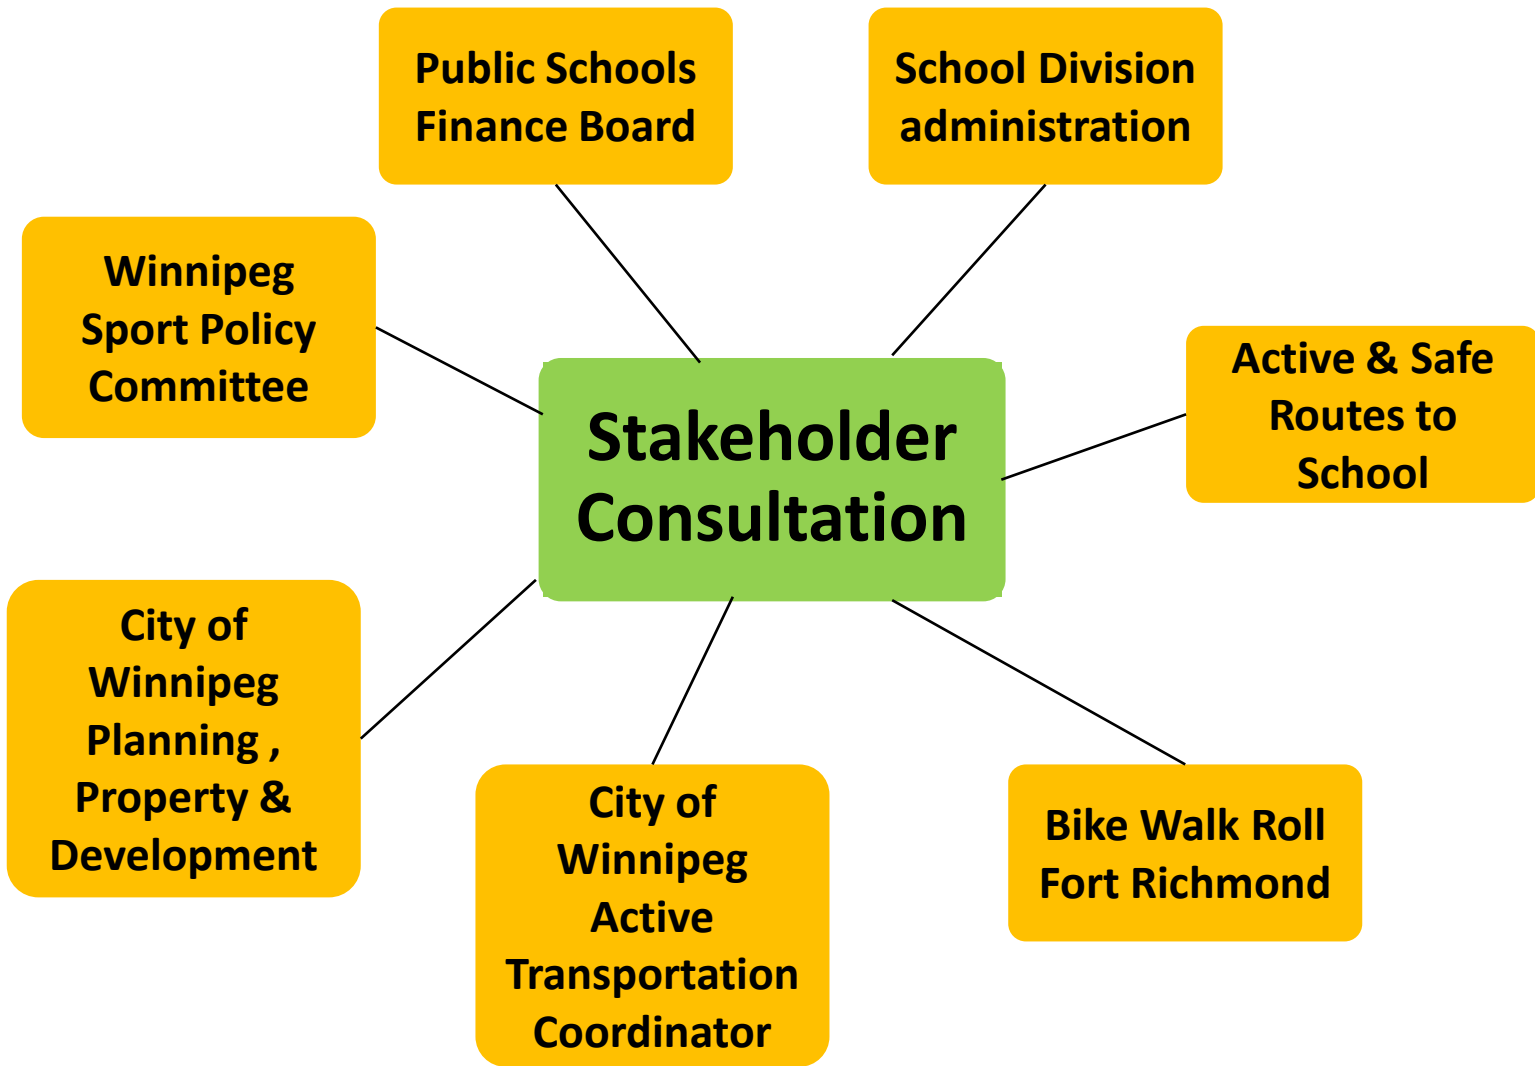 Public Schools
Finance Board
School Division
administration
Winnipeg
Sport Policy
Committee
Active & Safe
Routes to
School
Stakeholder
Consultation
City of
Winnipeg
Planning ,
Property &
Development
City of
Winnipeg
Active
Transportation
Coordinator
Bike Walk Roll
Fort Richmond